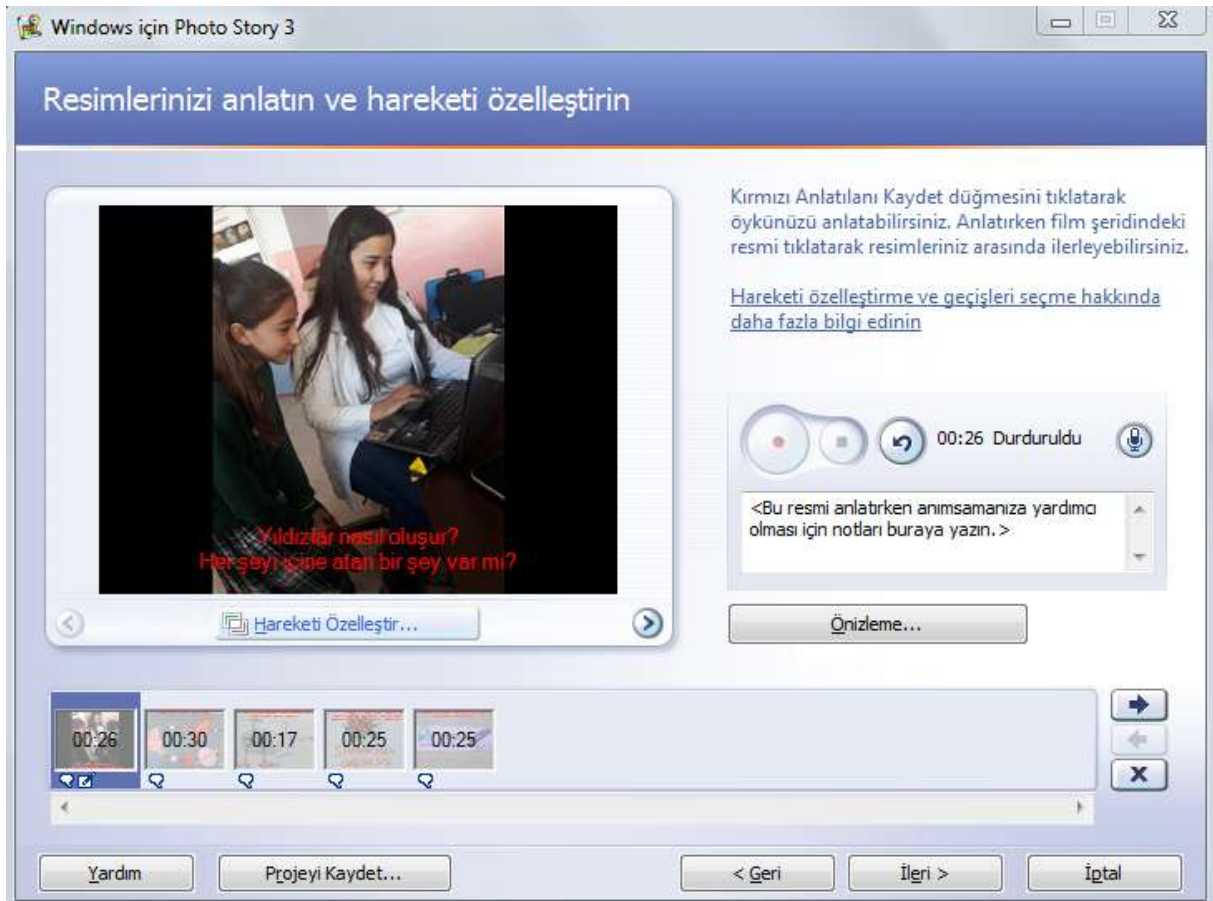 Windows için Photo Story 3
Resimlerinizi anlatın ve hareketi özelleştirin
Kırmızı Anlatılanı Kaydet düğmesini tıklatarak
öykünüzü anlatabilirsiniz. Anlatırken film şeridindeki
resmi tıklatarak resimleriniz arasında ilerleyebilirsiniz.
Hareketi özelleştirme ve geçişleri seçme hakkında
daha fazla bilgi edinin
00:26 Durduruldu
<Bu resmi anlatırken anımsamanıza yardımcı
olması için notları buraya yazın.>
Yıldızlar nasıl oluşur?
Her şeyi içine atan bir şey var mı?
Hareketi Özelleştir...
Önizleme...
00:26 00:30 00:17 00:25 00:25
Yardım Projeyi Kaydet... < Geri İleri > İptal